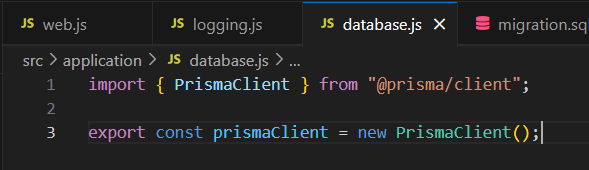 JS web.js JS logging.js JS database.js × migration.sq
src > application > JS database.js > ...
1 import { PrismaClient } from "@prisma/client";
2
3 export const prismaClient = new PrismaClient();